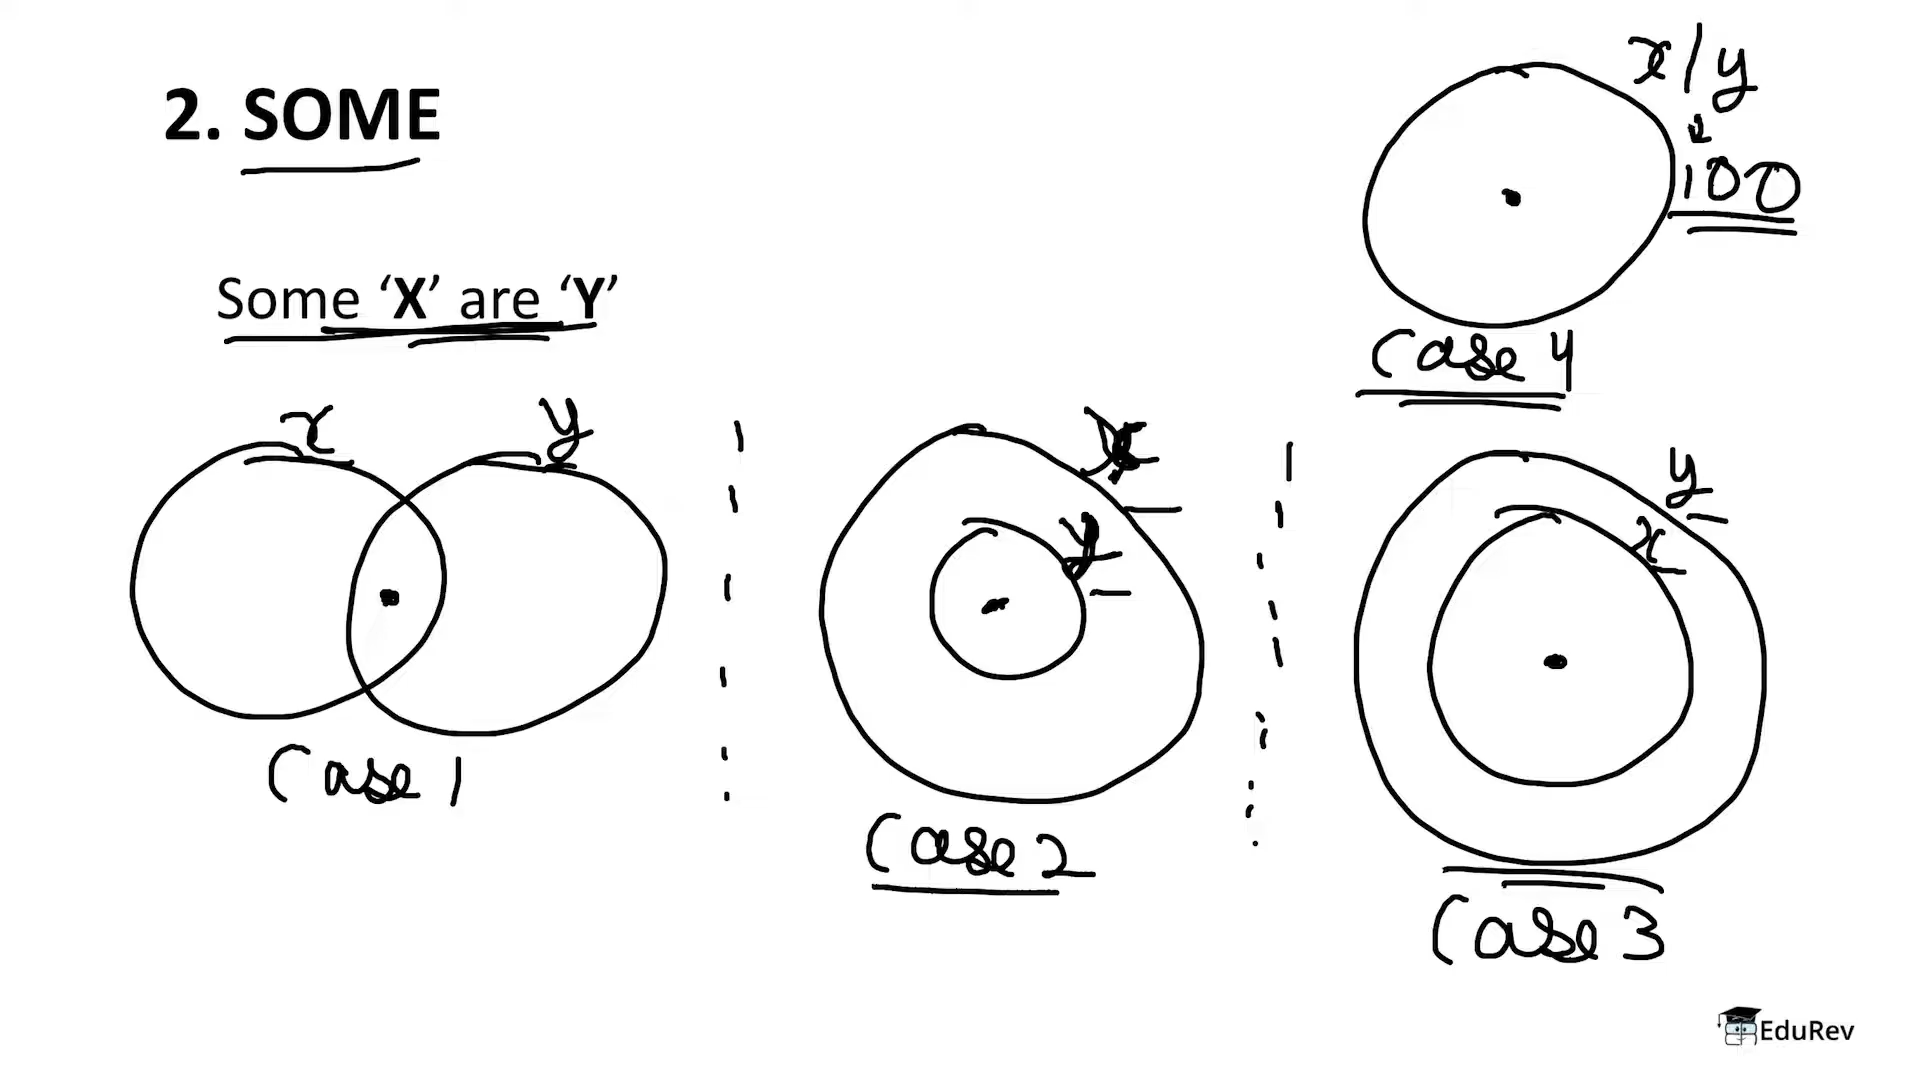 2. SOME
x/y
100
Some ‘X’ are ‘Y’
Case 4
x
y
x
y
y
x
Case 1
Case 2
Case 3
EduRev